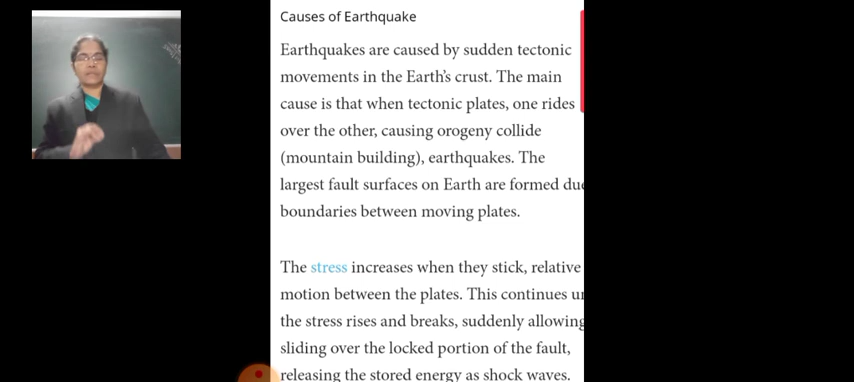 Causes of Earthquake
Earthquakes are caused by sudden tectonic
movements in the Earth's crust. The main
cause is that when tectonic plates, one rides
over the other, causing orogeny collide
(mountain building), earthquakes. The
largest fault surfaces on Earth are formed due
boundaries between moving plates.
The stress increases when they stick, relative
motion between the plates. This continues
the stress rises and breaks, suddenly allowing
sliding over the locked portion of the fault,
releasing the stored energy as shock waves.